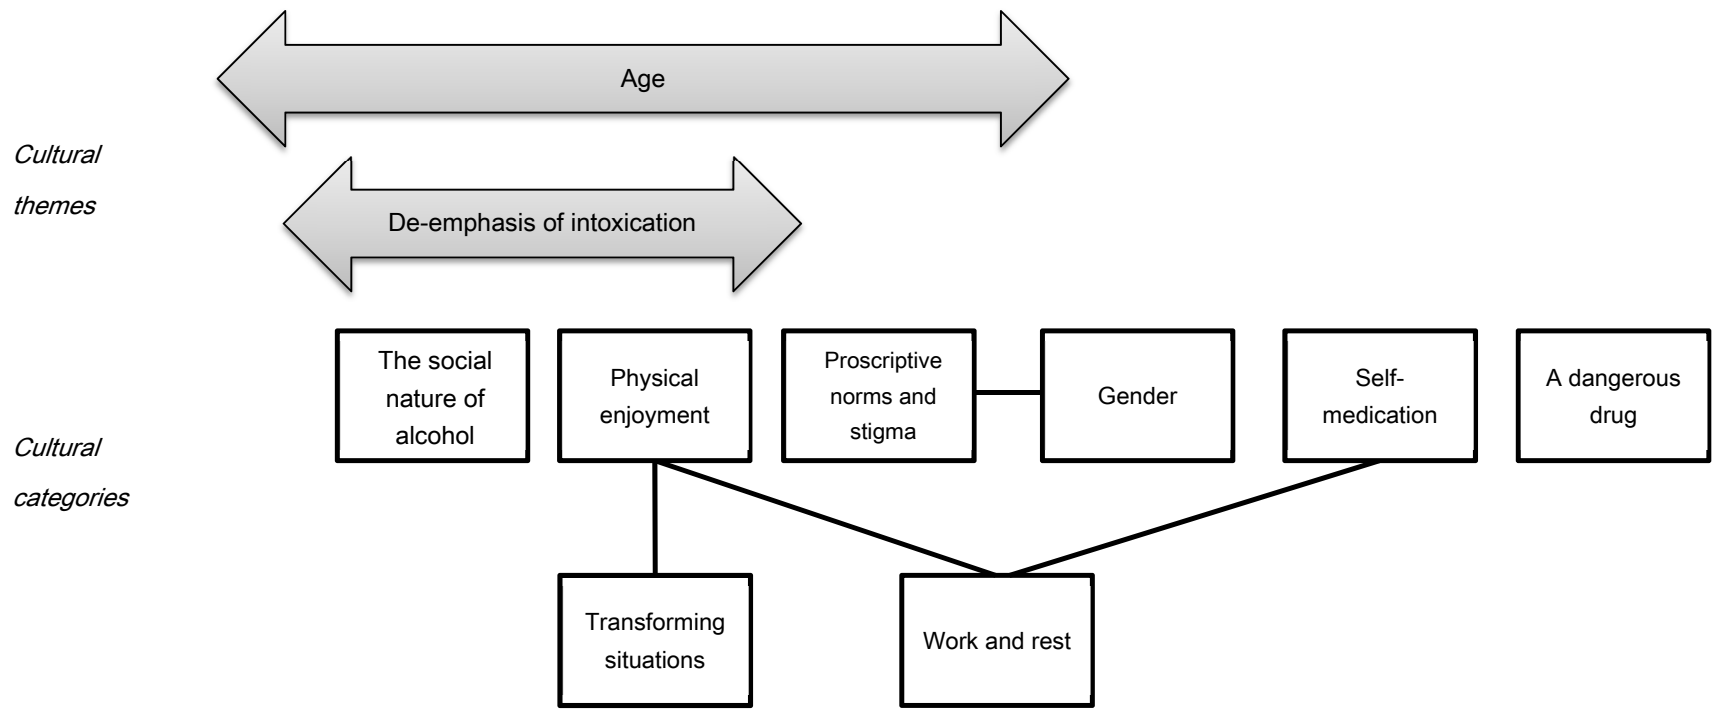 Age
Cultural
themes
De-emphasis of intoxication
The social
nature of
alcohol
Physical
enjoyment
Proscriptive
norms and
stigma
Gender
Self-
medication
A dangerous
drug
Cultural
categories
Transforming
situations
Work and rest